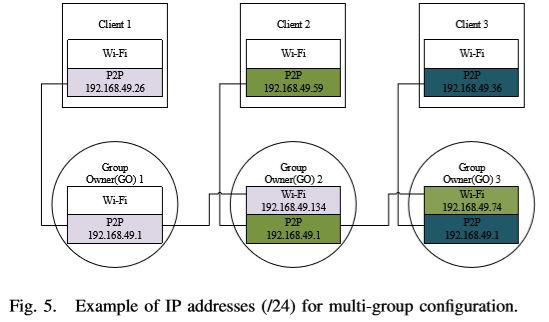 Client 1
Wi-Fi
P2P
192.168.49.26
Client 2
Wi-Fi
P2P
192.168.49.59
Client 3
Wi-Fi
P2P
192.168.49.36
Group
Owner(GO) 1
Wi-Fi
P2P
192.168.49.1
Group
Owner(GO) 2
Wi-Fi
192.168.49.134
P2P
192.168.49.1
Group
Owner(GO) 3
Wi-Fi
192.168.49.74
P2P
192.168.49.1
Fig. 5. Example of IP addresses (/24) for multi-group configuration.